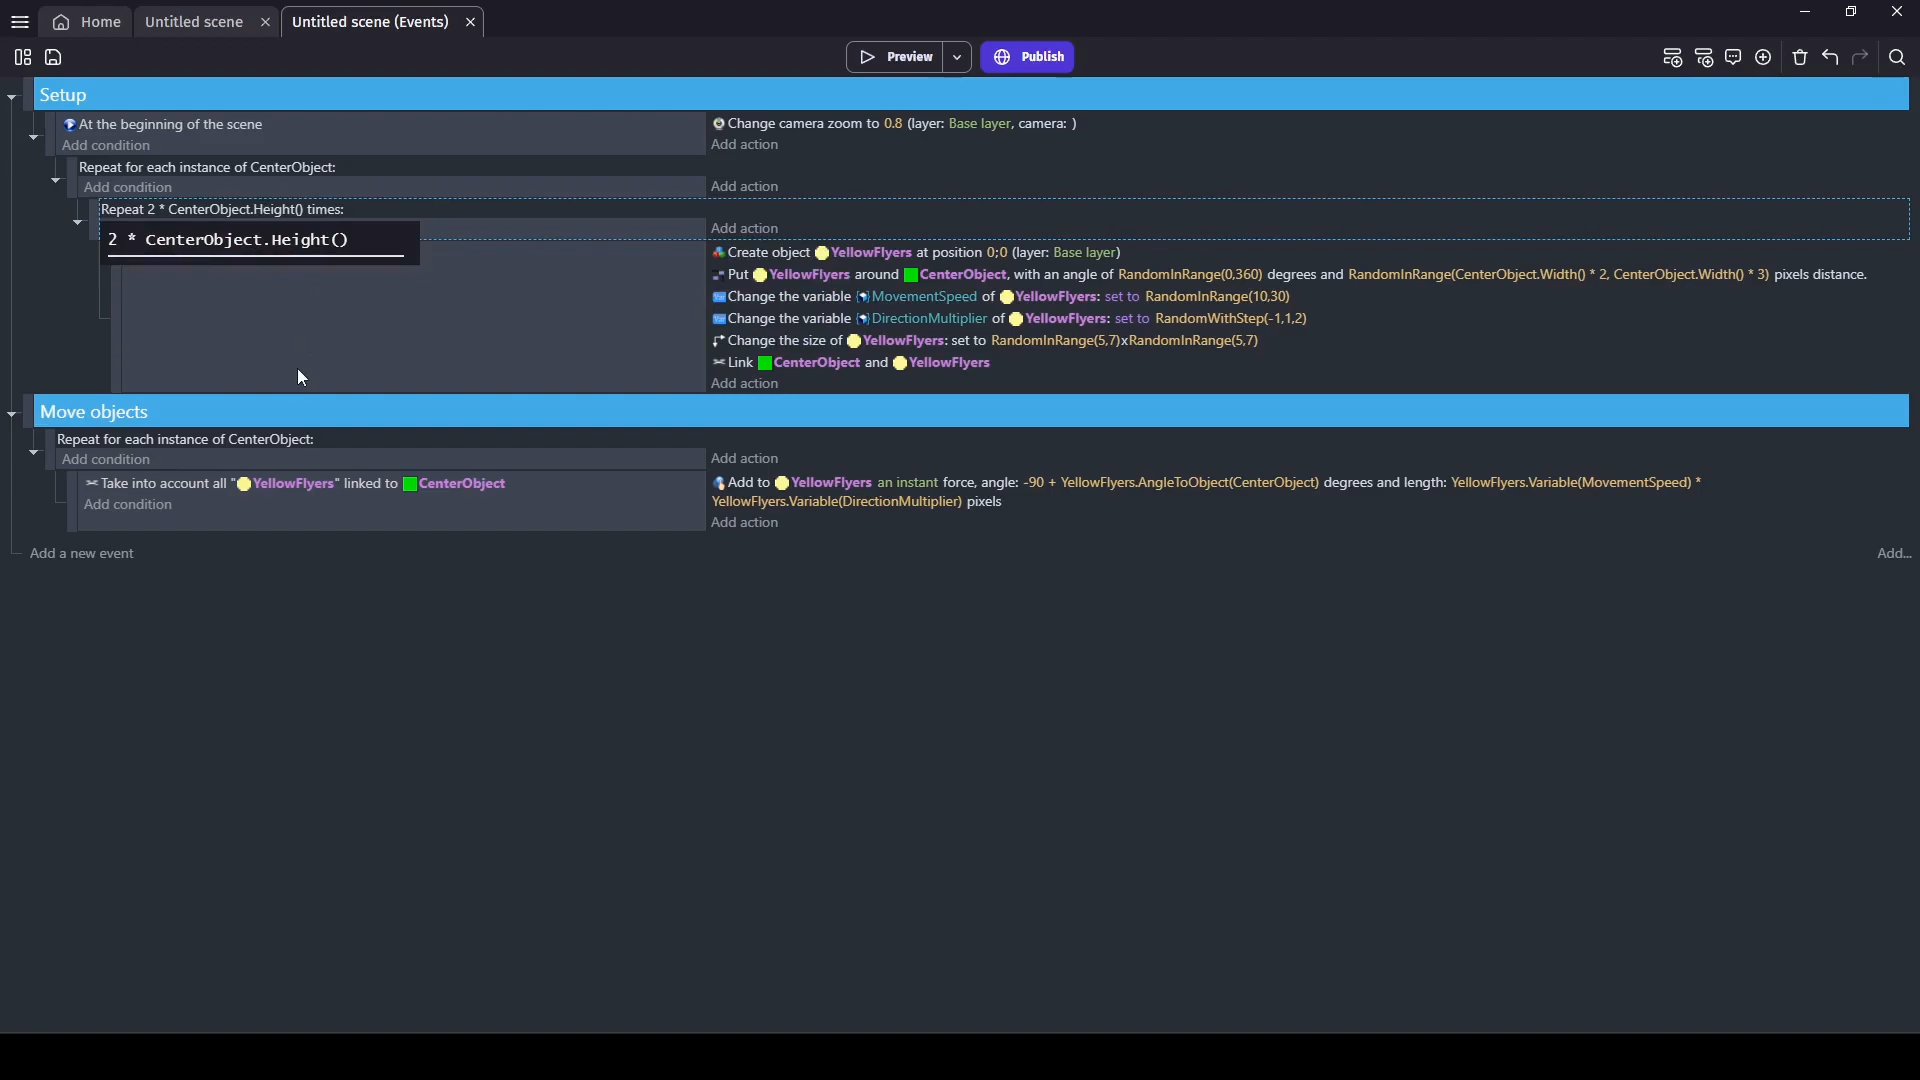 Home
Untitled scene
Untitled scene (Events)
Preview
Publish
Setup
At the beginning of the scene
Add condition
Change camera zoom to 0.8 (layer: Base layer, camera: )
Add action
Repeat for each instance of CenterObject:
Add condition
Add action
Repeat 2 * CenterObject.Height() times:
2 * CenterObject.Height()
Add action
Create object YellowFlyers at position 0;0 (layer: Base layer)
Put YellowFlyers around CenterObject, with an angle of RandomInRange(0,360) degrees and RandomInRange(CenterObject.Width() * 2, CenterObject.Width() * 3) pixels distance.
Change the variable MovementSpeed of YellowFlyers: set to RandomInRange(10,30)
Change the variable DirectionMultiplier of YellowFlyers: set to RandomWithStep(-1,1,2)
Change the size of YellowFlyers: set to RandomInRange(5,7)xRandomInRange(5,7)
Link CenterObject and YellowFlyers
Add action
Move objects
Repeat for each instance of CenterObject:
Add condition
Add action
Take into account all "YellowFlyers" linked to CenterObject
Add condition
Add to YellowFlyers an instant force, angle: -90 + YellowFlyers.AngleToObject(CenterObject) degrees and length: YellowFlyers.Variable(MovementSpeed) *
YellowFlyers.Variable(DirectionMultiplier) pixels
Add action
Add a new event
Add...